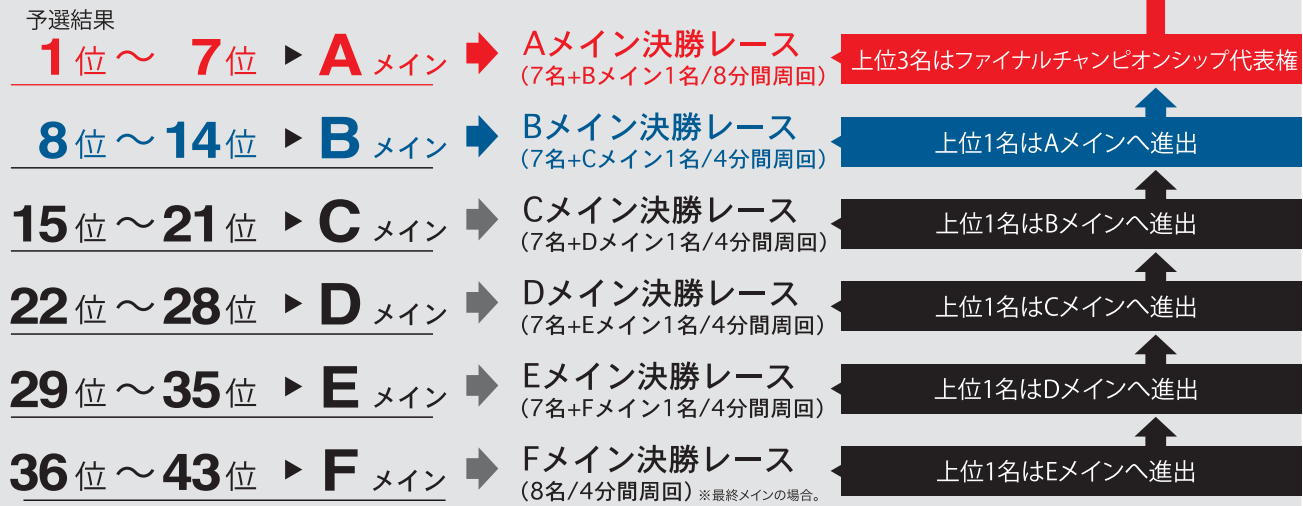 予選結果
1位～ 7位 ▶ A メイン
Aメイン決勝レース
(7名+Bメイン1名/8分間周回)
上位3名はファイナルチャンピオンシップ代表権
8位～14位 ▶ B メイン
Bメイン決勝レース
(7名+Cメイン1名/4分間周回)
上位1名はAメインへ進出
15位～21位 ▶ C メイン
Cメイン決勝レース
(7名+Dメイン1名/4分間周回)
上位1名はBメインへ進出
22位～28位 ▶ D メイン
Dメイン決勝レース
(7名+Eメイン1名/4分間周回)
上位1名はCメインへ進出
29位～35位 ▶ E メイン
Eメイン決勝レース
(7名+Fメイン1名/4分間周回)
上位1名はDメインへ進出
36位～43位 ▶ F メイン
Fメイン決勝レース
(8名/4分間周回) ※最終メインの場合。
上位1名はEメインへ進出